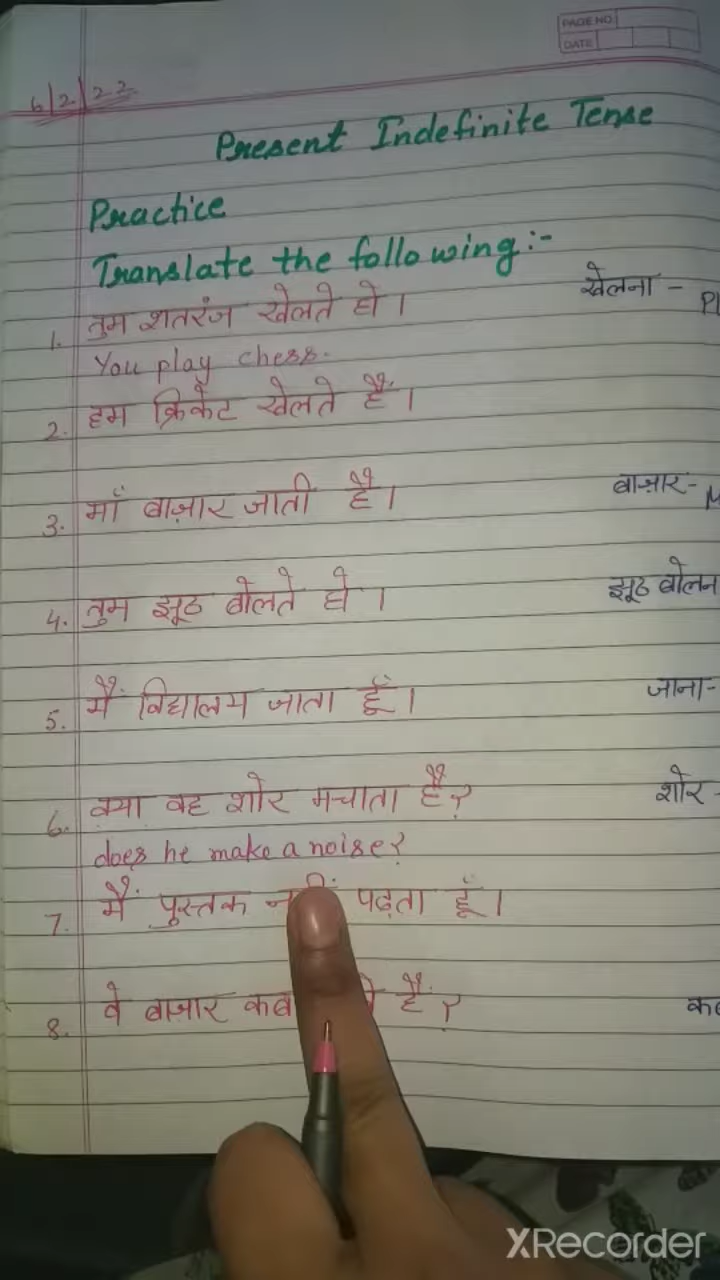 PAGE NO.
DATE
6/2/22
Present Indefinite Tense
Practice
Translate the following:-
1. तुम शतरंज खेलते हो।
खेलना -
You play chess.
2. हम क्रिकेट खेलते हैं।
3. माँ बाज़ार जाती है।
बाज़ार-
4. तुम झूठ बोलते हो।
झूठ बोलन
5. मैं विद्यालय जाता हूँ।
जाना-
6. क्या वह शोर मचाता है?
शोर-
does he make a noise?
7. मैं पुस्तक नहीं पढ़ता हूँ।
8. वे बाज़ार कब हैं?
XRecorder